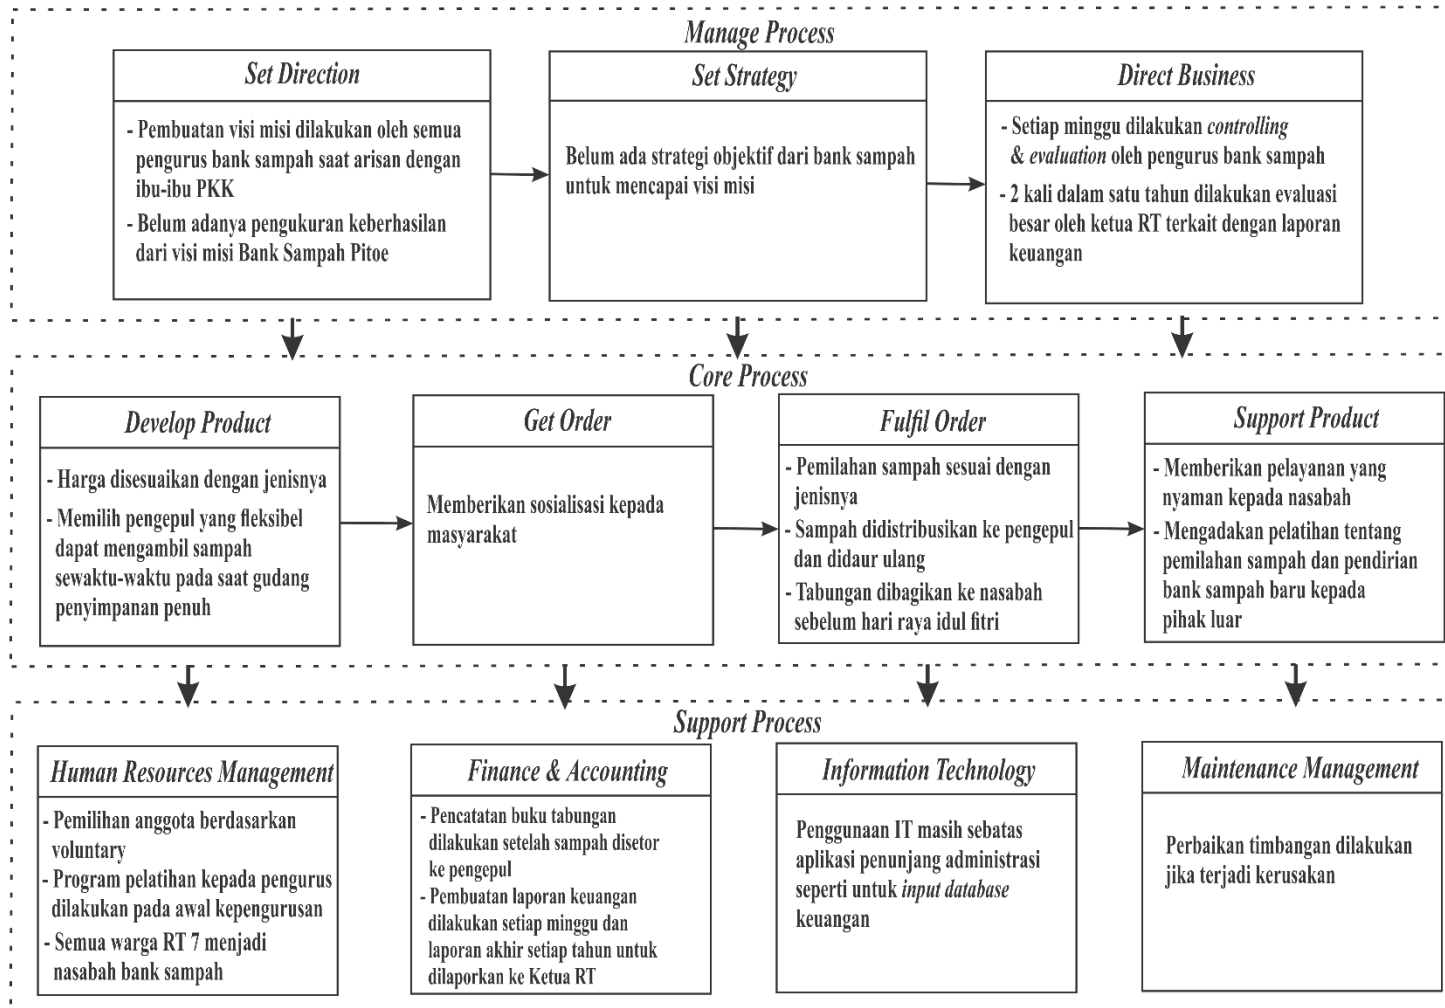 Manage Process
Set Direction
- Pembuatan visi misi dilakukan oleh semua
pengurus bank sampah saat arisan dengan
ibu-ibu PKK
- Belum adanya pengukuran keberhasilan
dari visi misi Bank Sampah Pitoe
Set Strategy
Belum ada strategi objektif dari bank sampah
untuk mencapai visi misi
Direct Business
- Setiap minggu dilakukan controlling
& evaluation oleh pengurus bank sampah
- 2 kali dalam satu tahun dilakukan evaluasi
besar oleh ketua RT terkait dengan laporan
keuangan
Core Process
Develop Product
- Harga disesuaikan dengan jenisnya
- Memilih pengepul yang fleksibel
dapat mengambil sampah
sewaktu-waktu pada saat gudang
penyimpanan penuh
Get Order
Memberikan sosialisasi kepada
masyarakat
Fulfil Order
- Pemilahan sampah sesuai dengan
jenisnya
- Sampah didistribusikan ke pengepul
dan didaur ulang
- Tabungan dibagikan ke nasabah
sebelum hari raya idul fitri
Support Product
- Memberikan pelayanan yang
nyaman kepada nasabah
- Mengadakan pelatihan tentang
pemilahan sampah dan pendirian
bank sampah baru kepada
pihak luar
Support Process
Human Resources Management
- Pemilihan anggota berdasarkan
voluntary
- Program pelatihan kepada pengurus
dilakukan pada awal kepengurusan
- Semua warga RT 7 menjadi
nasabah bank sampah
Finance & Accounting
- Pencatatan buku tabungan
dilakukan setelah sampah disetor
ke pengepul
- Pembuatan laporan keuangan
dilakukan setiap minggu dan
laporan akhir setiap tahun untuk
dilaporkan ke Ketua RT
Information Technology
Penggunaan IT masih sebatas
aplikasi penunjang administrasi
seperti untuk input database
keuangan
Maintenance Management
Perbaikan timbangan dilakukan
jika terjadi kerusakan